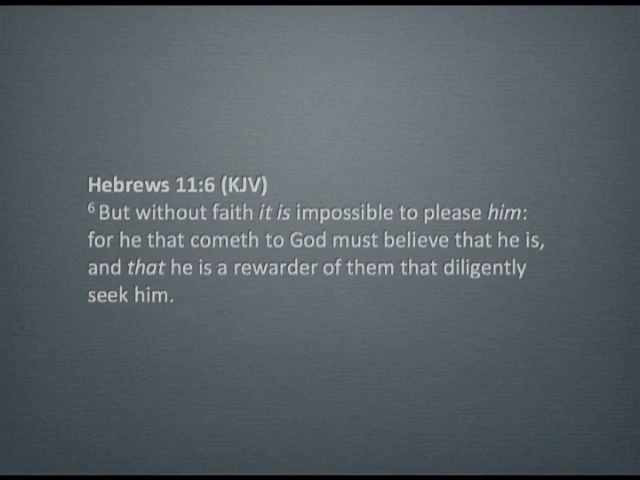 Hebrews 11:6 (KJV)
6 But without faith it is impossible to please him:
for he that cometh to God must believe that he is,
and that he is a rewarder of them that diligently
seek him.